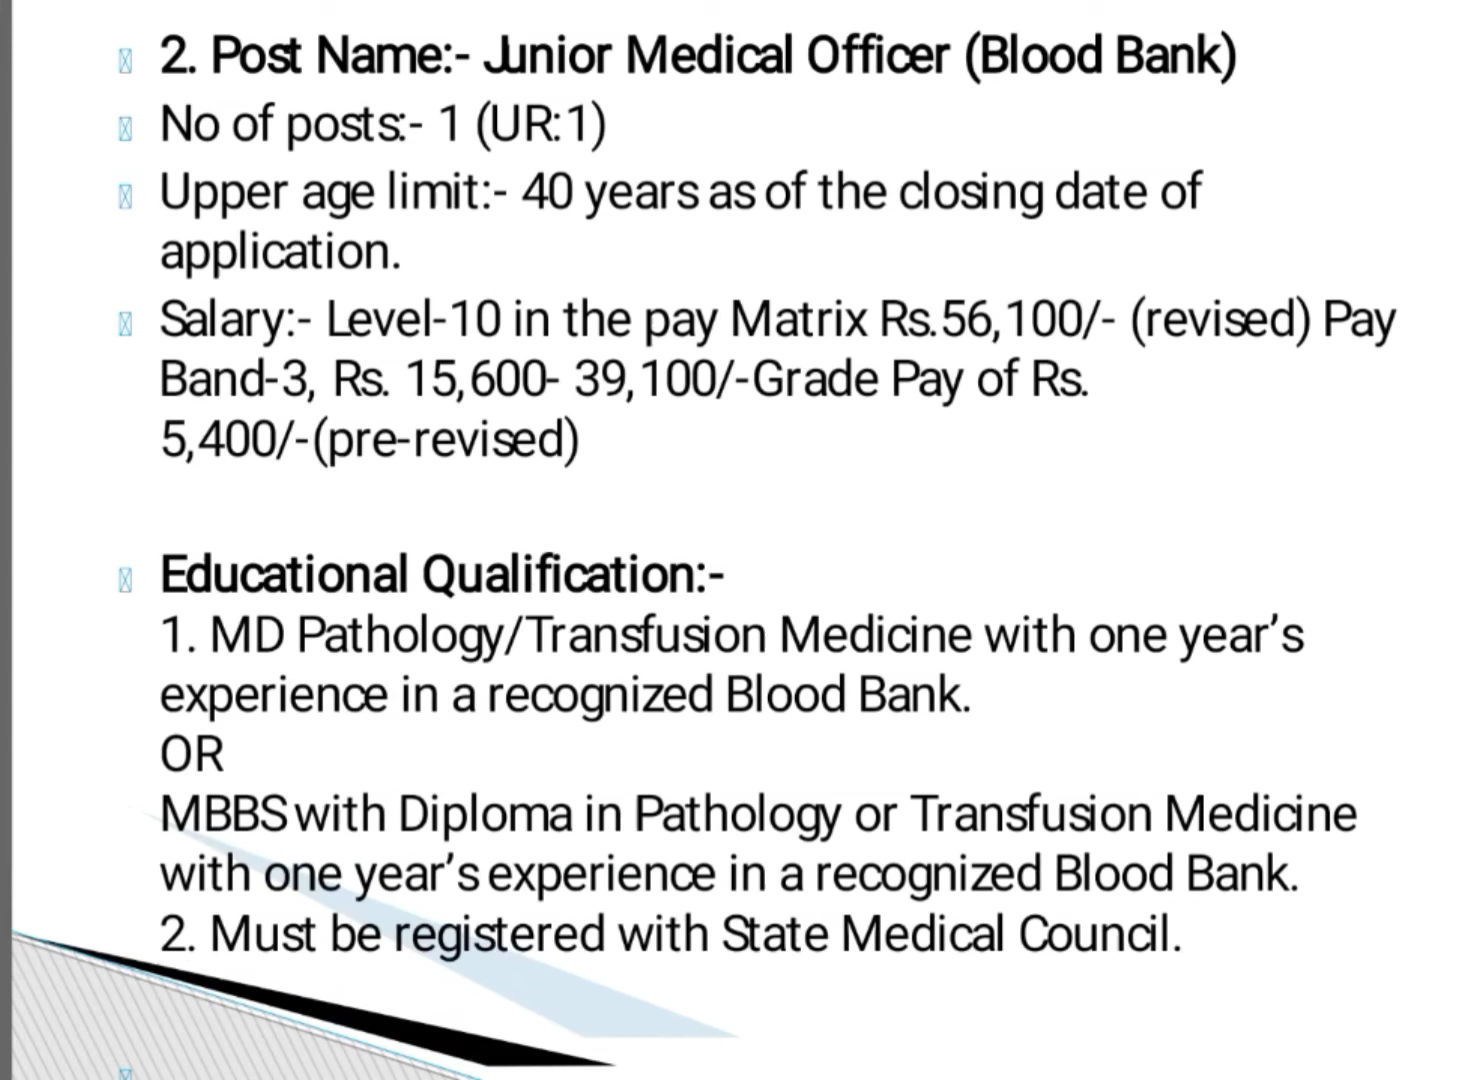 2. Post Name:- Junior Medical Officer (Blood Bank)
No of posts:- 1 (UR:1)
Upper age limit:- 40 years as of the closing date of
application.
Salary:- Level-10 in the pay Matrix Rs.56,100/- (revised) Pay
Band-3, Rs. 15,600- 39,100/-Grade Pay of Rs.
5,400/-(pre-revised)
Educational Qualification:-
1. MD Pathology/Transfusion Medicine with one year’s
experience in a recognized Blood Bank.
OR
MBBS with Diploma in Pathology or Transfusion Medicine
with one year’s experience in a recognized Blood Bank.
2. Must be registered with State Medical Council.